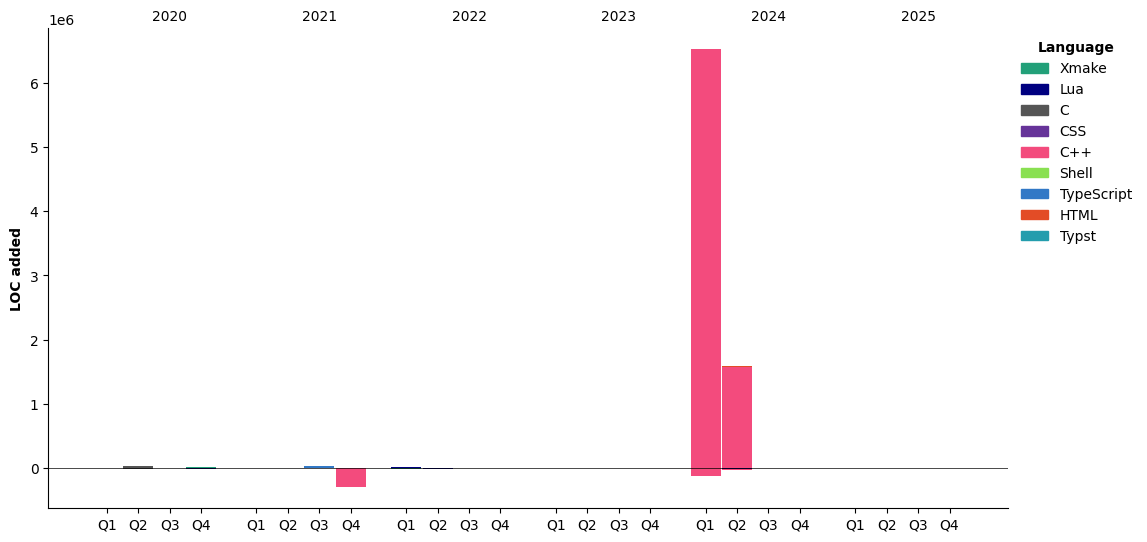 1e6
2020 2021 2022 2023 2024 2025
Language
Xmake
Lua
C
CSS
C++
Shell
TypeScript
HTML
Typst
LOC added
6
5
4
3
2
1
0
Q1 Q2 Q3 Q4 Q1 Q2 Q3 Q4 Q1 Q2 Q3 Q4 Q1 Q2 Q3 Q4 Q1 Q2 Q3 Q4 Q1 Q2 Q3 Q4